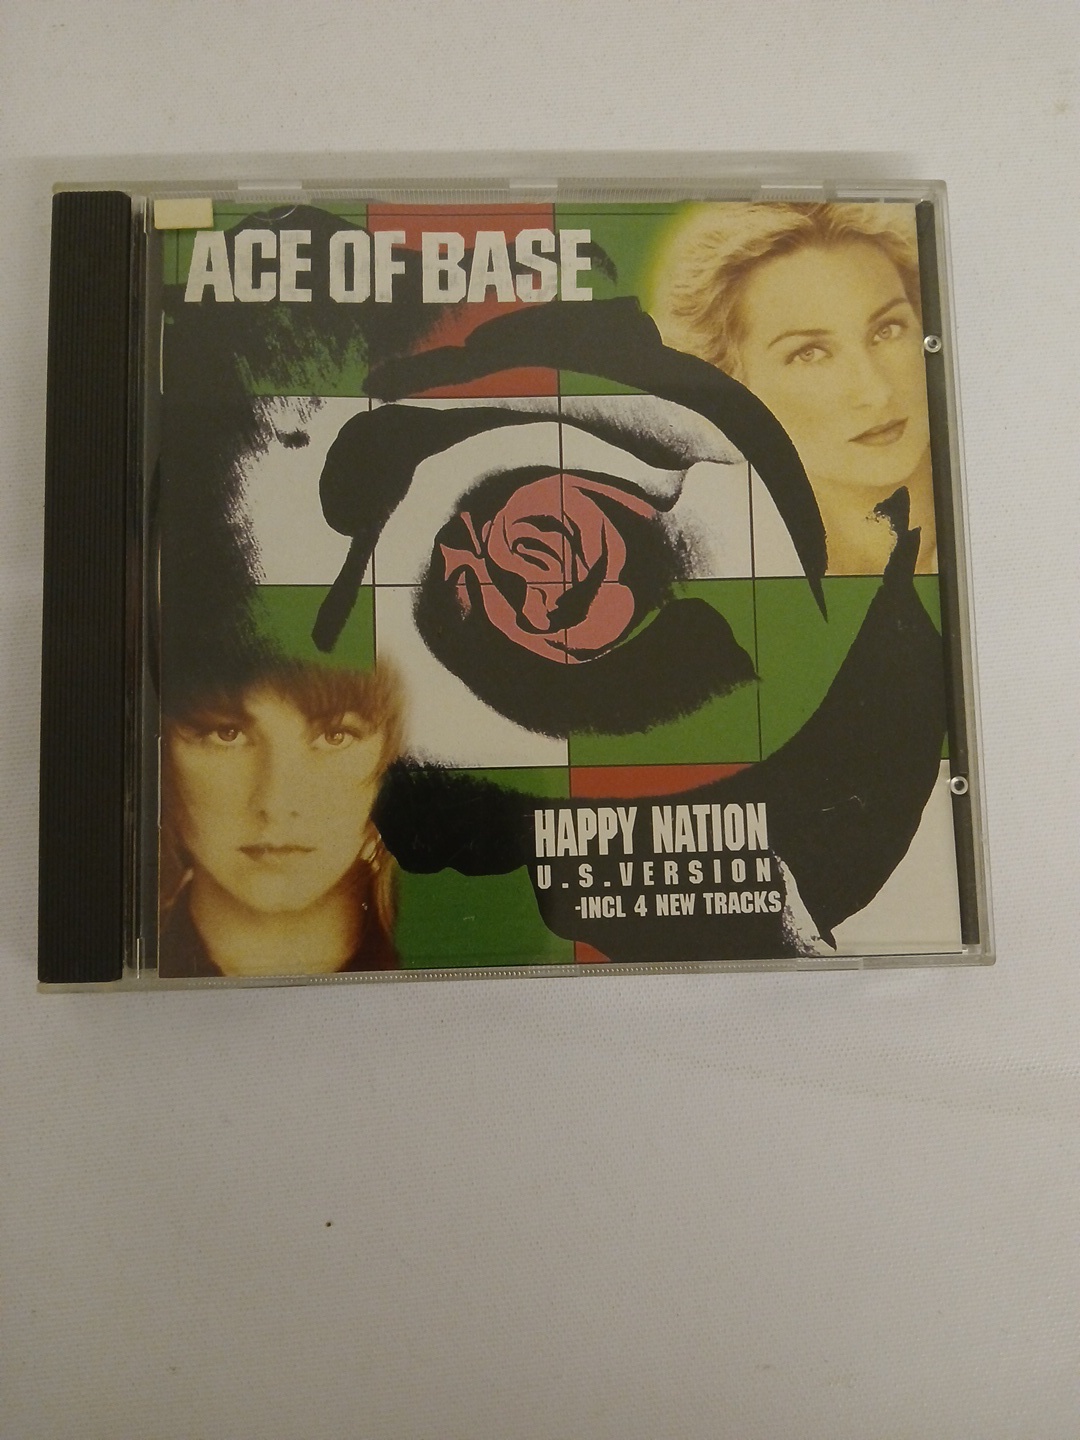 ACE OF BASE
HAPPY NATION
U.S.VERSION
-INCL 4 NEW TRACKS